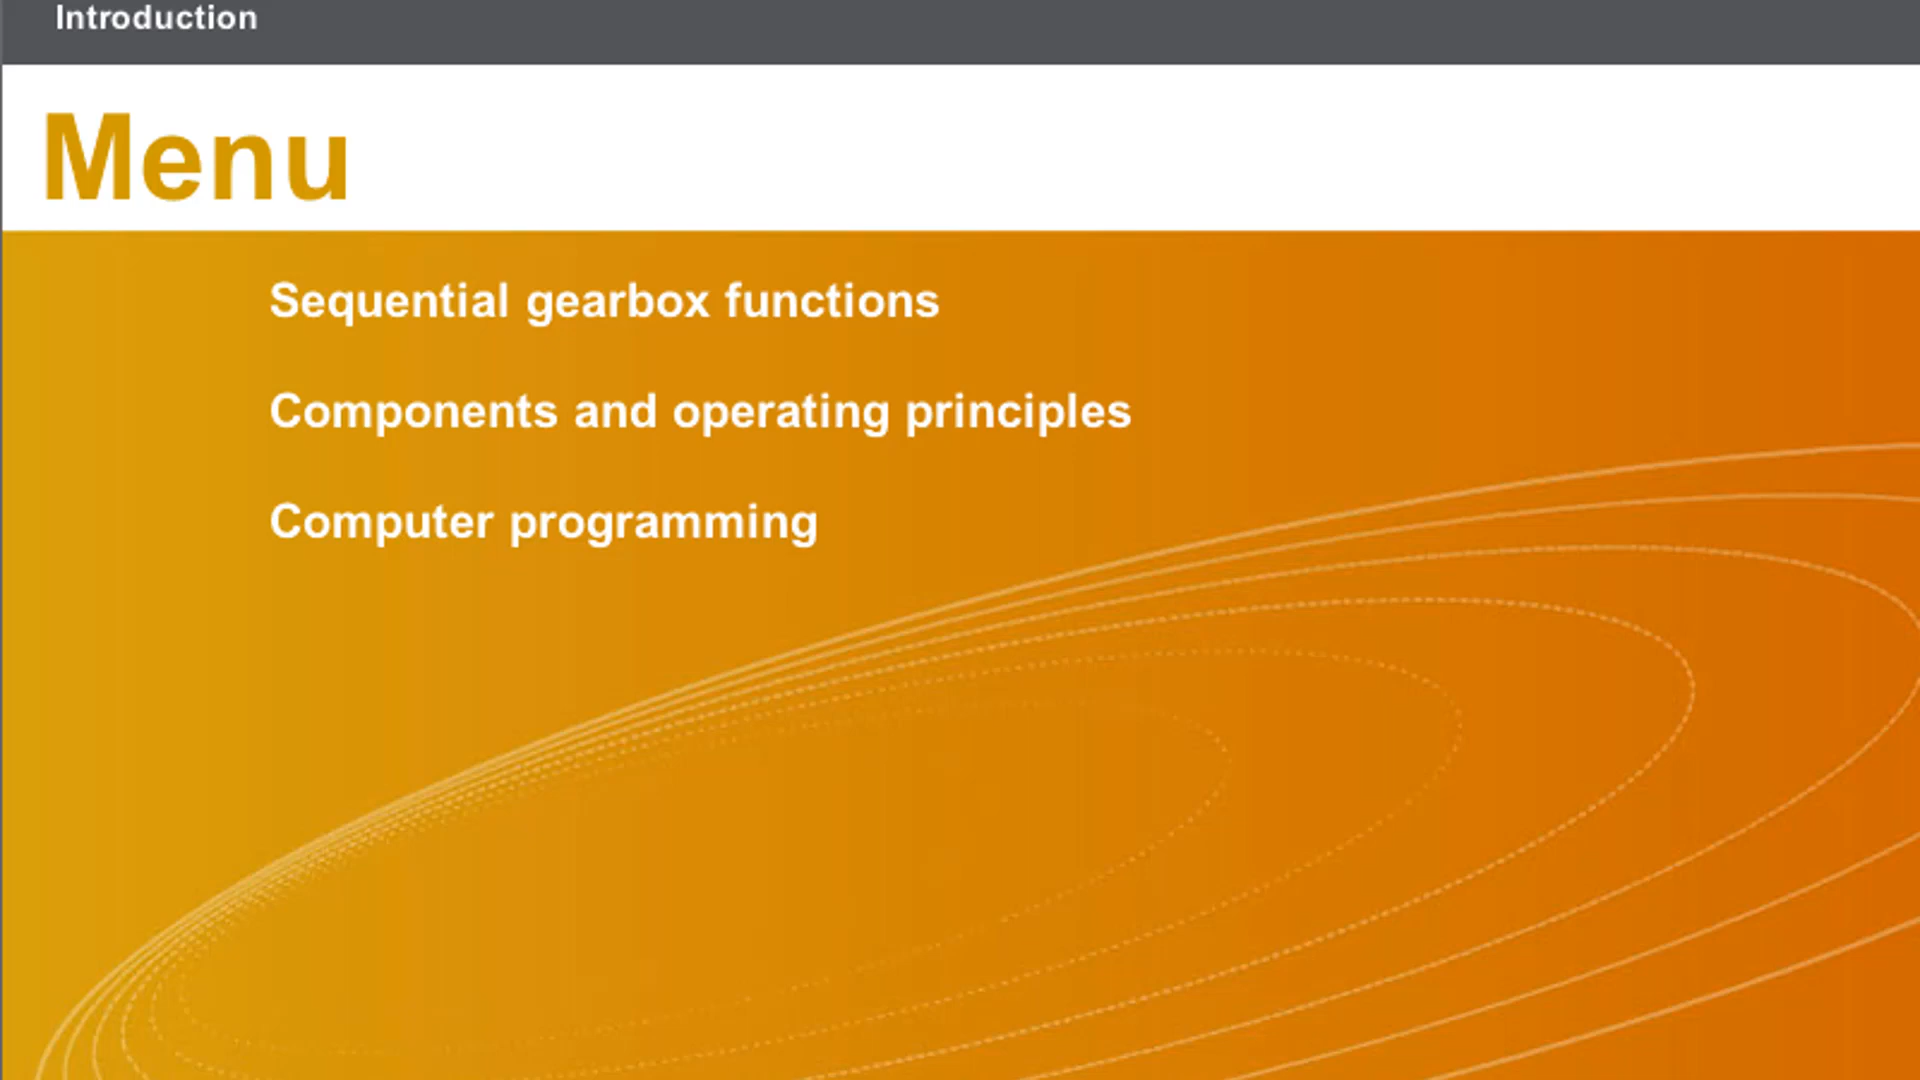 Introduction
Menu
Sequential gearbox functions
Components and operating principles
Computer programming